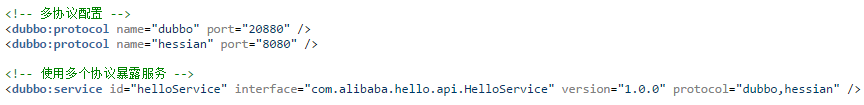 <!-- 多协议配置 -->
<dubbo:protocol name="dubbo" port="20880" />
<dubbo:protocol name="hessian" port="8080" />
<!-- 使用多个协议暴露服务 -->
<dubbo:service id="helloService" interface="com.alibaba.hello.api.HelloService" version="1.0.0" protocol="dubbo,hessian" />